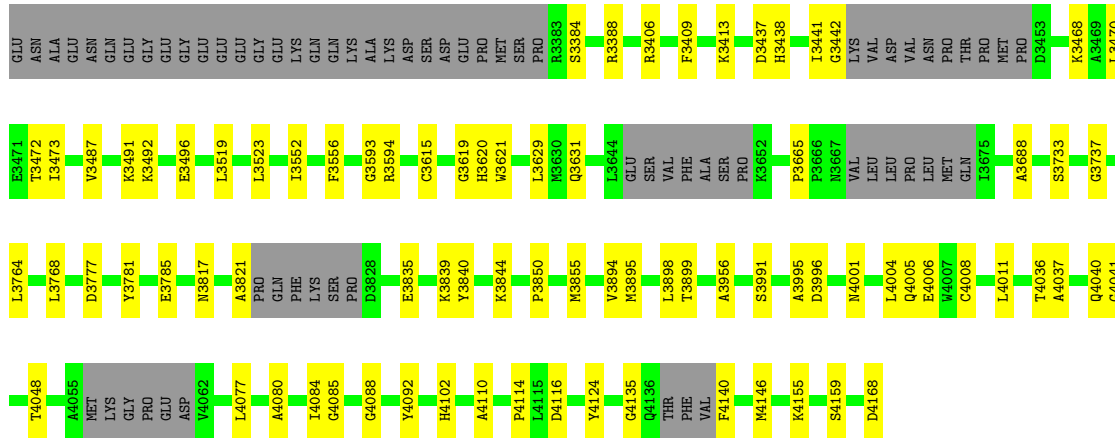 GLU ASN ALA GLU ASN GLN GLU GLY GLU GLU GLU GLY GLU LYS GLN GLN LYS ALA LYS ASP SER ASP GLU PRO MET SER PRO R3383 S3384 R3388 R3406 F3409 K3413 D3437 H3438 I3441 G3442 LYS VAL ASP VAL ASN PRO THR PRO MET PRO D3453 K3468 A3469 L3470
E3471 T3472 I3473 V3487 K3491 K3492 E3496 L3519 L3523 I3552 F3556 G3593 R3594 C3615 G3619 H3620 W3621 L3629 M3630 Q3631 L3644 GLU SER VAL PHE ALA SER PRO K3652 P3665 P3666 N3667 VAL LEU LEU PRO LEU MET GLN I3675 A3688 S3733 G3737
L3764 L3768 D3777 Y3781 E3785 N3817 A3821 PRO GLN PHE LYS SER PRO D3828 E3835 K3839 Y3840 K3844 P3850 M3855 V3894 M3895 L3898 T3899 A3956 S3991 A3995 D3996 N4001 L4004 Q4005 E4006 W4007 C4008 L4011 T4036 A4037 Q4040
T4048 A4055 MET LYS GLY PRO GLU ASP V4062 L4077 A4080 I4084 G4085 G4088 Y4092 H4102 A4110 P4114 L4115 D4116 Y4124 G4135 Q4136 THR PHE VAL F4140 M4146 K4155 S4159 D4168